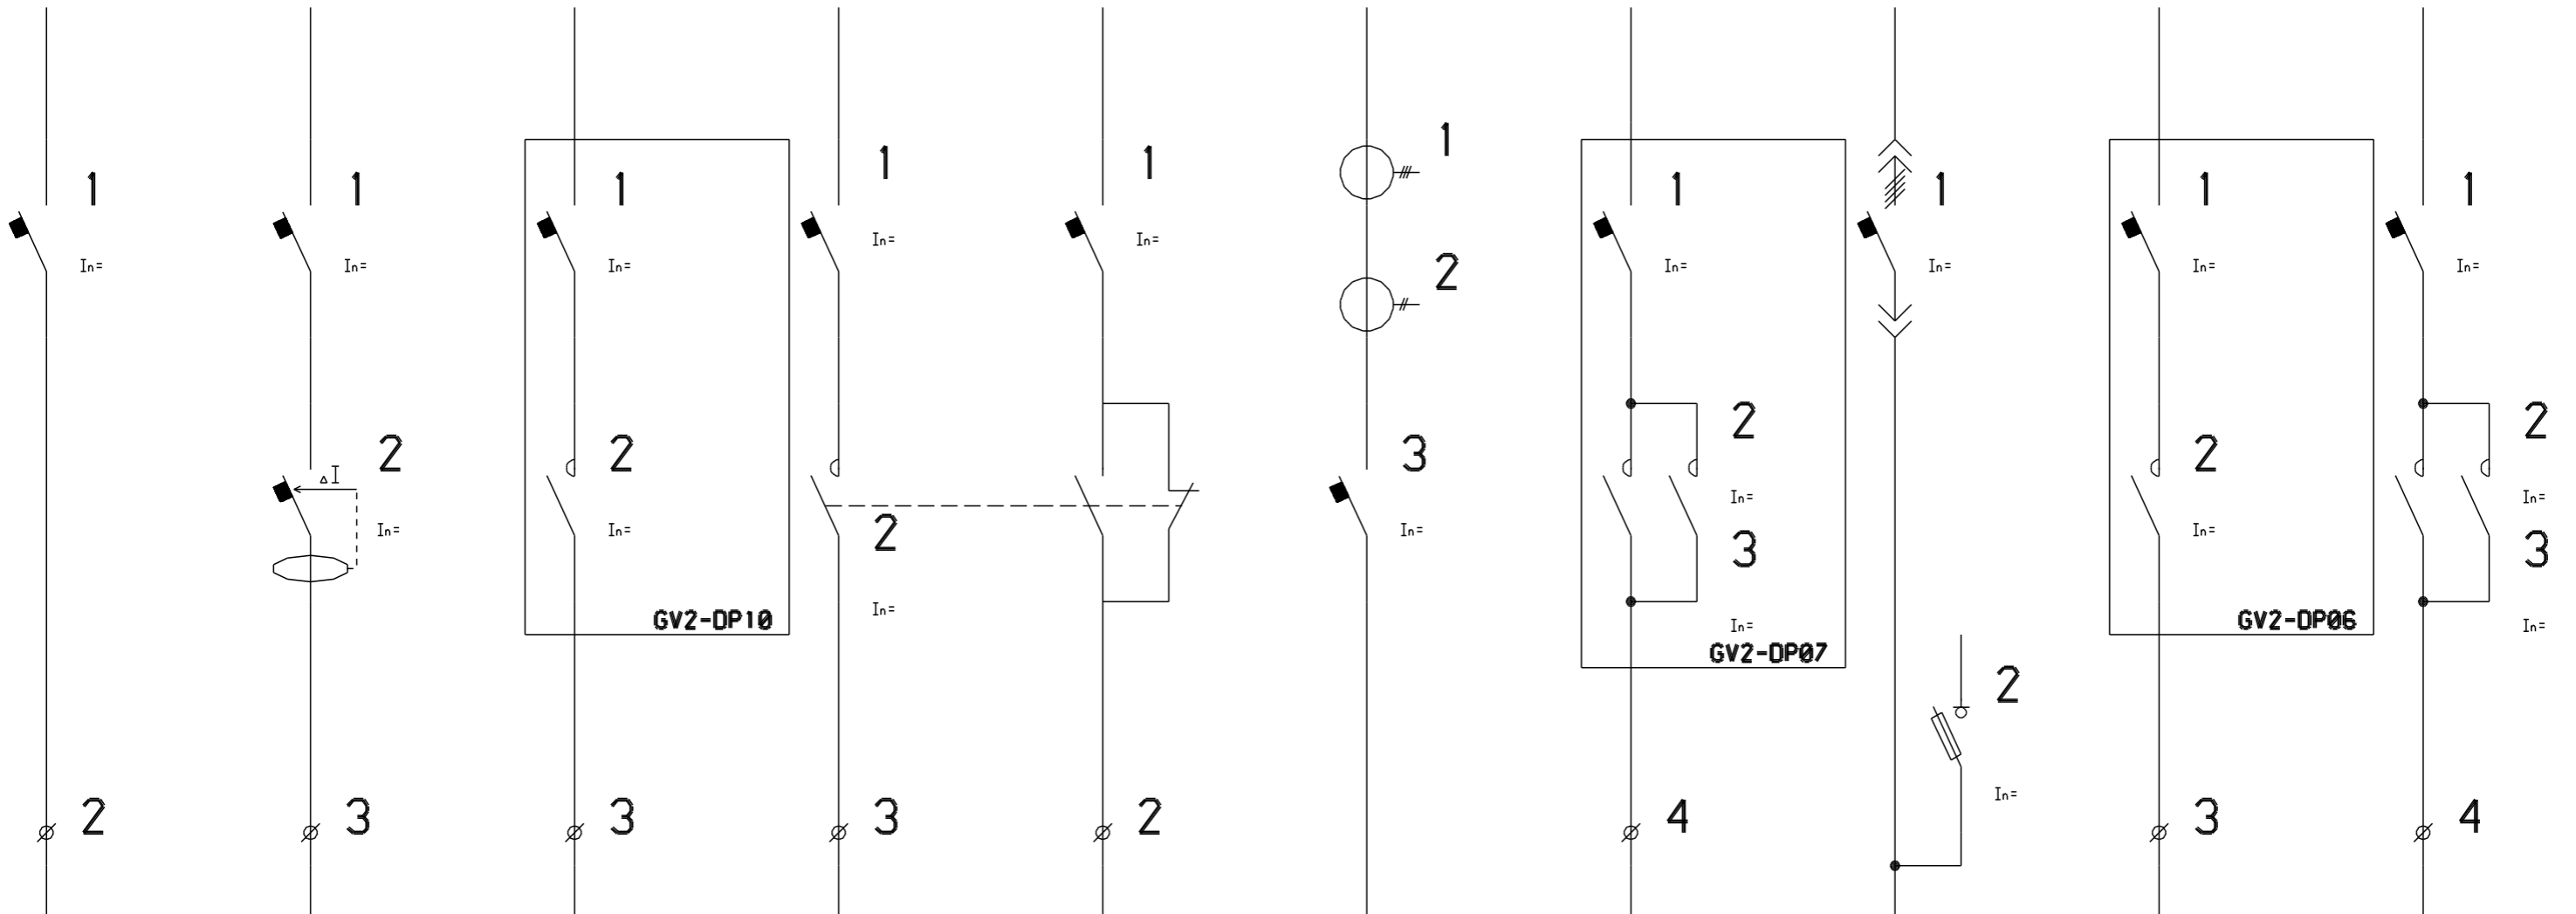 1
In=
2
1
In=
ΔI
2
In=
3
1
In=
2
In=
GV2-DP10
3
1
In=
2
In=
3
1
In=
2
1
2
3
In=
1
In=
2
In=
3
In=
GV2-DP07
4
1
In=
2
In=
1
In=
2
In=
GV2-DP06
3
1
In=
2
In=
3
In=
4